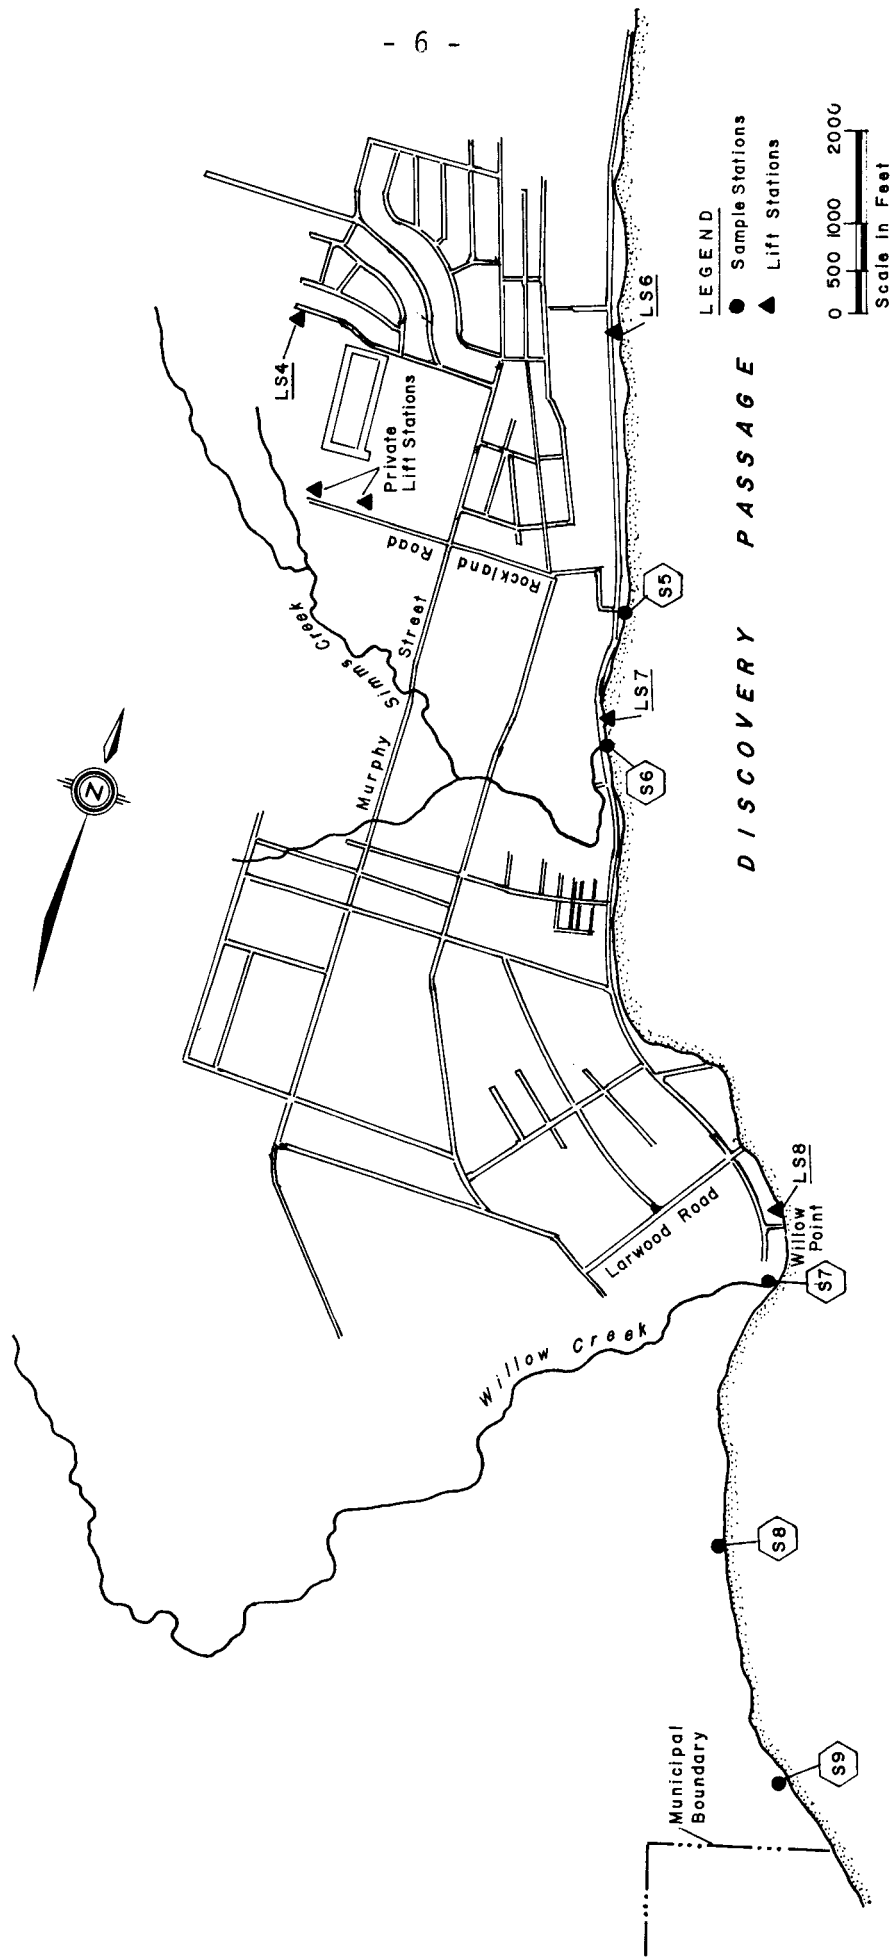 - 6 -
LS4
Private
Lift Stations
Rockland Road
Murphy Street
Simms Creek
LS6
S5
LS7
S6
N
LEGEND
Sample Stations
Lift Stations
0 500 1000 2000
Scale in Feet
DISCOVERY PASSAGE
Larwood Road
LS8
Willow
Point
S7
Willow Creek
S8
S9
Municipal
Boundary